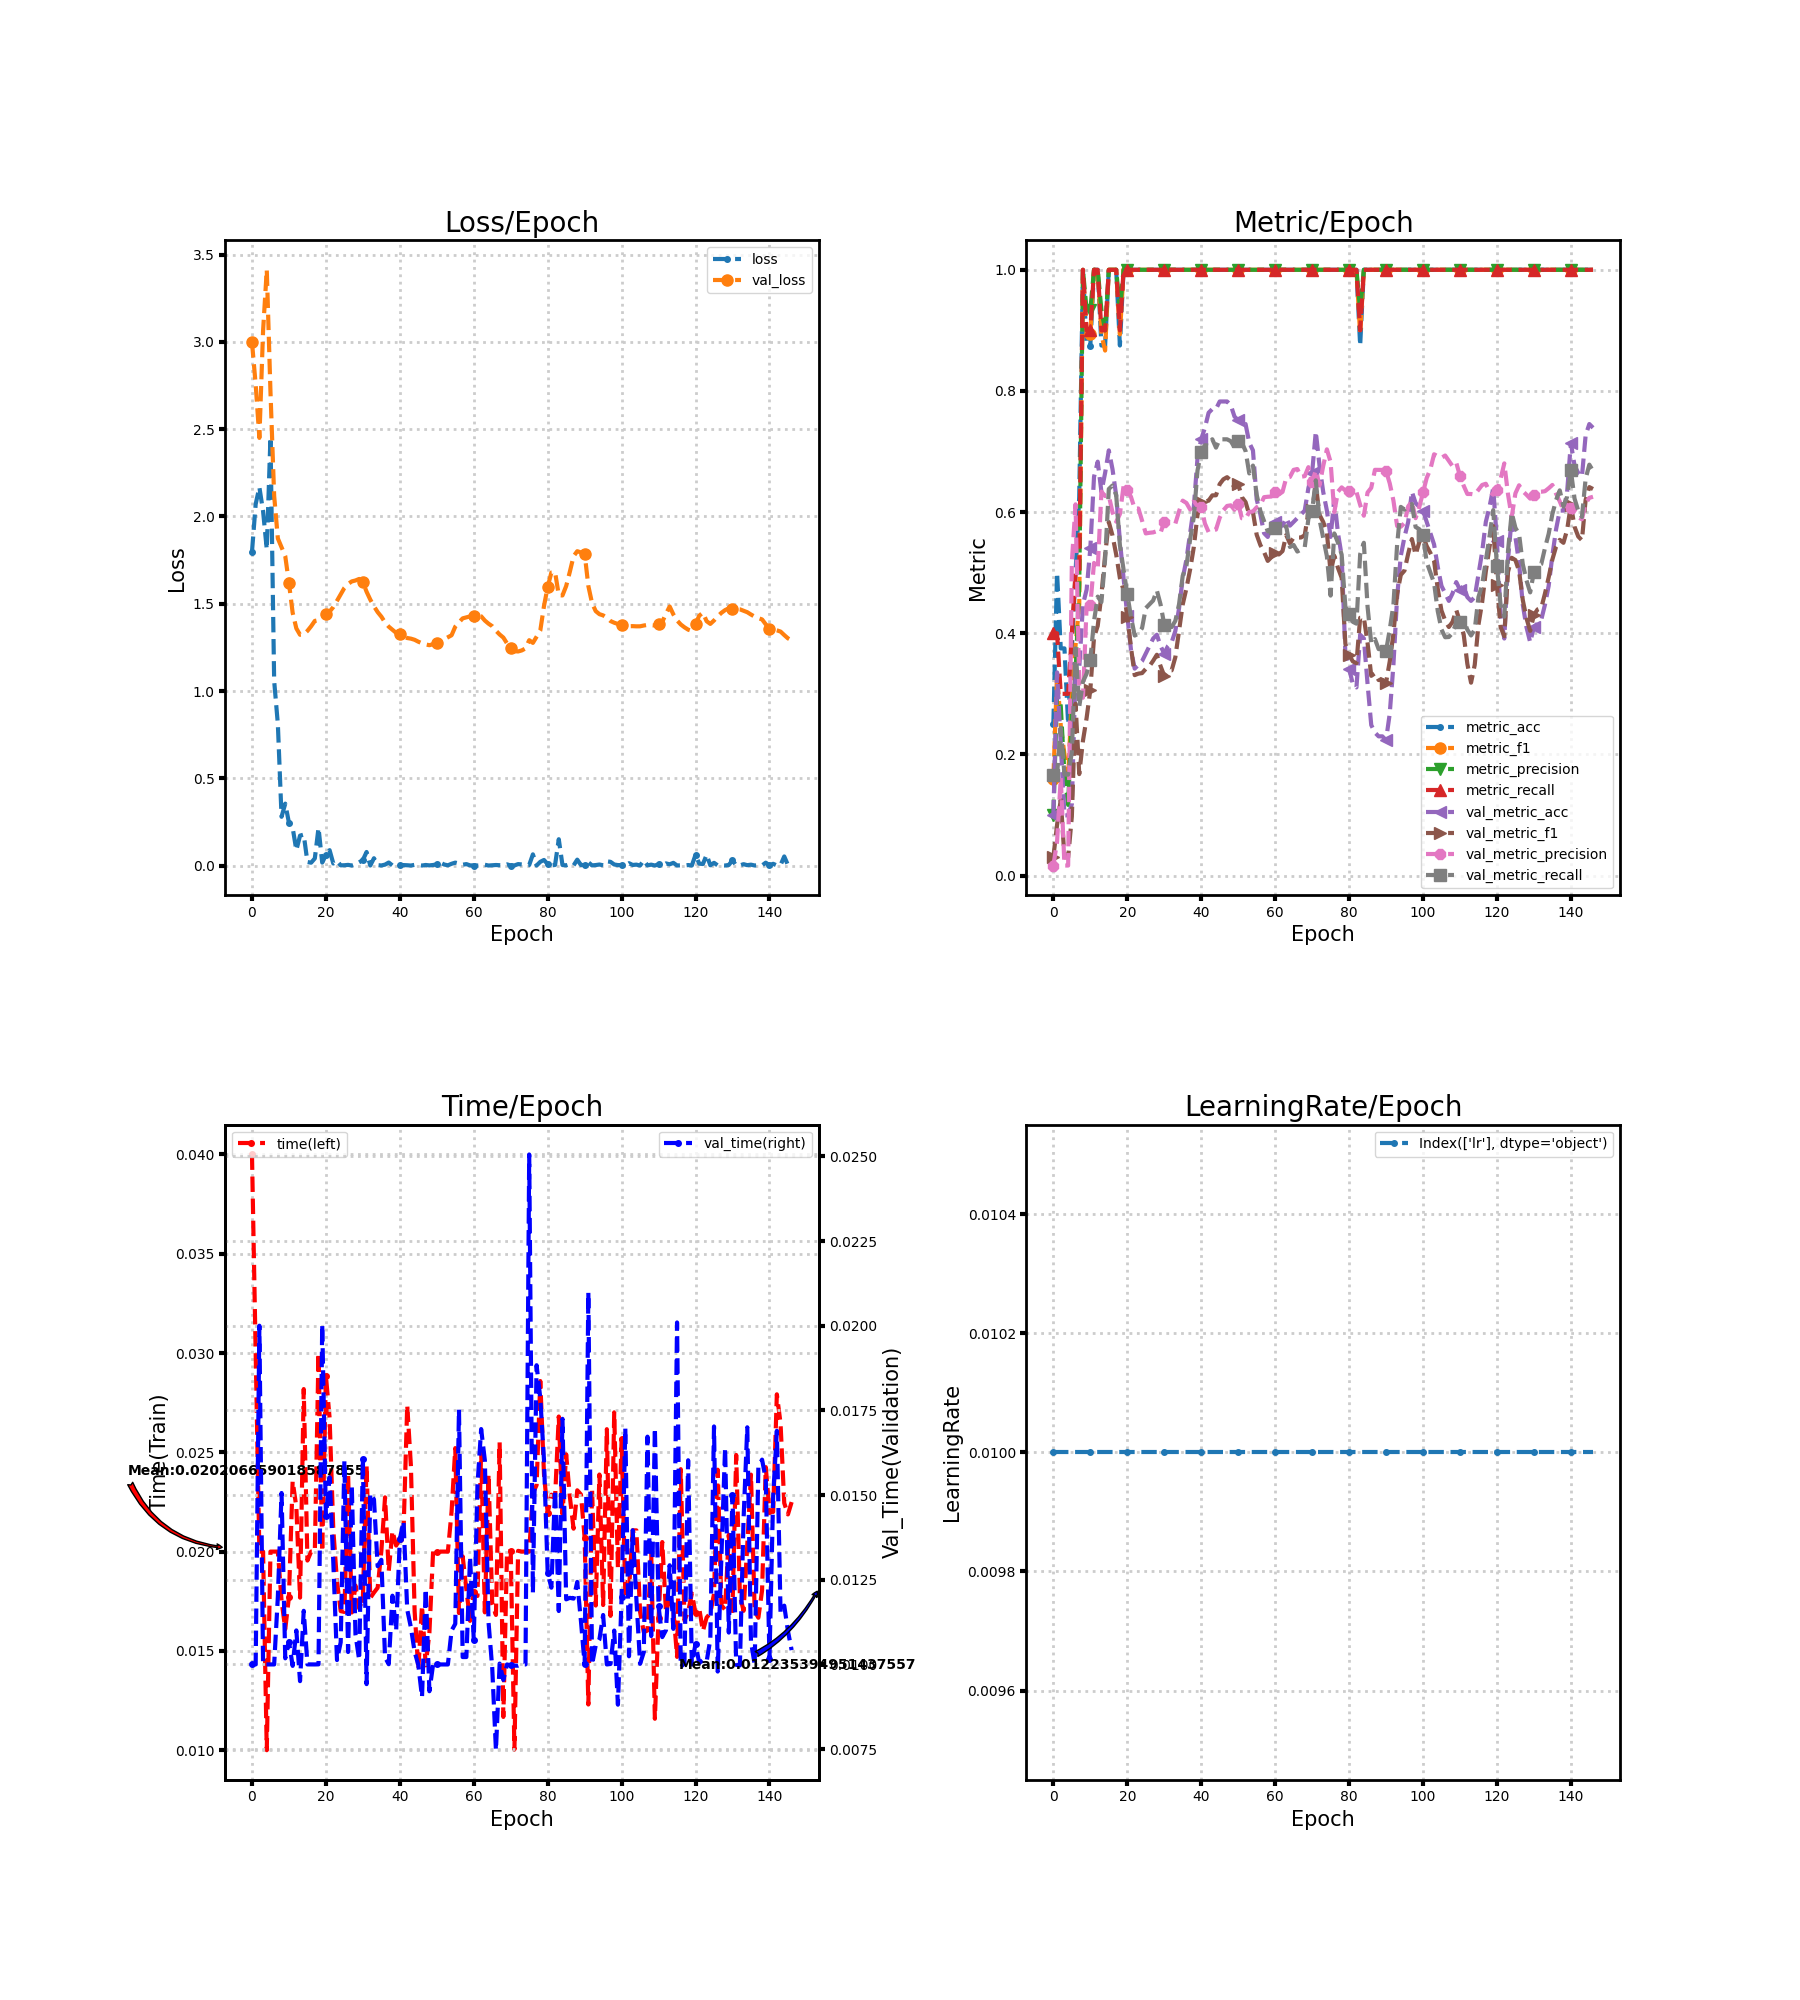 Loss/Epoch
3.5
3.0
2.5
2.0
1.5
1.0
0.5
0.0
Loss
loss
val_loss
0 20 40 60 80 100 120 140
Epoch
Metric/Epoch
1.0
0.8
0.6
0.4
0.2
0.0
Metric
metric_acc
metric_f1
metric_precision
metric_recall
val_metric_acc
val_metric_f1
val_metric_precision
val_metric_recall
0 20 40 60 80 100 120 140
Epoch
Time/Epoch
time(left)
val_time(right)
0.040
0.035
0.030
0.025
0.020
0.015
0.010
Time(Train)
0.0250
0.0225
0.0200
0.0175
0.0150
0.0125
0.0100
0.0075
Val_Time(Validation)
0 20 40 60 80 100 120 140
Epoch
LearningRate/Epoch
Index(['lr'], dtype='object')
0.0104
0.0102
0.0100
0.0098
0.0096
LearningRate
0 20 40 60 80 100 120 140
Epoch